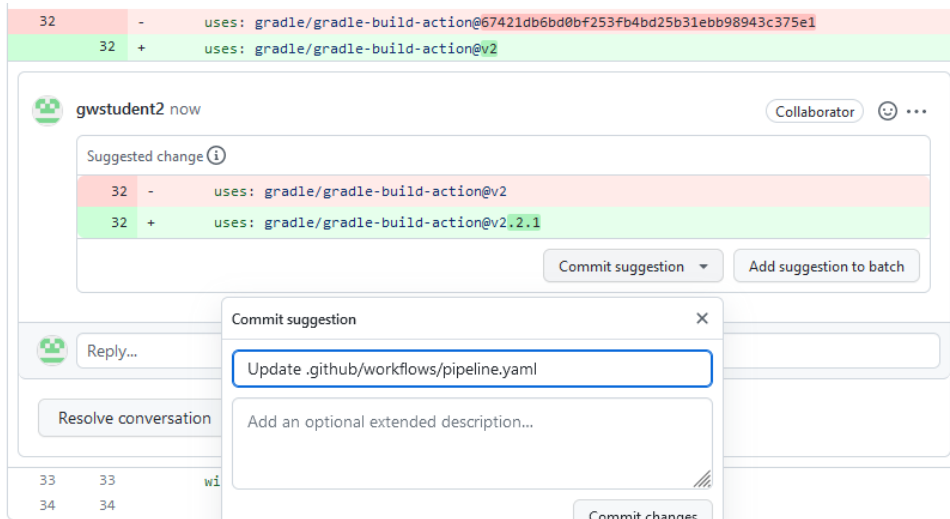 32 - uses: gradle/gradle-build-action@67421db6bd0bf253fb4bd25b31ebb98943c375e1
32 + uses: gradle/gradle-build-action@v2
gwstudent2 now
Collaborator
Suggested change
32 - uses: gradle/gradle-build-action@v2
32 + uses: gradle/gradle-build-action@v2.2.1
Commit suggestion
Add suggestion to batch
Commit suggestion
Update .github/workflows/pipeline.yaml
Reply...
Add an optional extended description...
Resolve conversation
33 33 wi
34 34
Commit changes